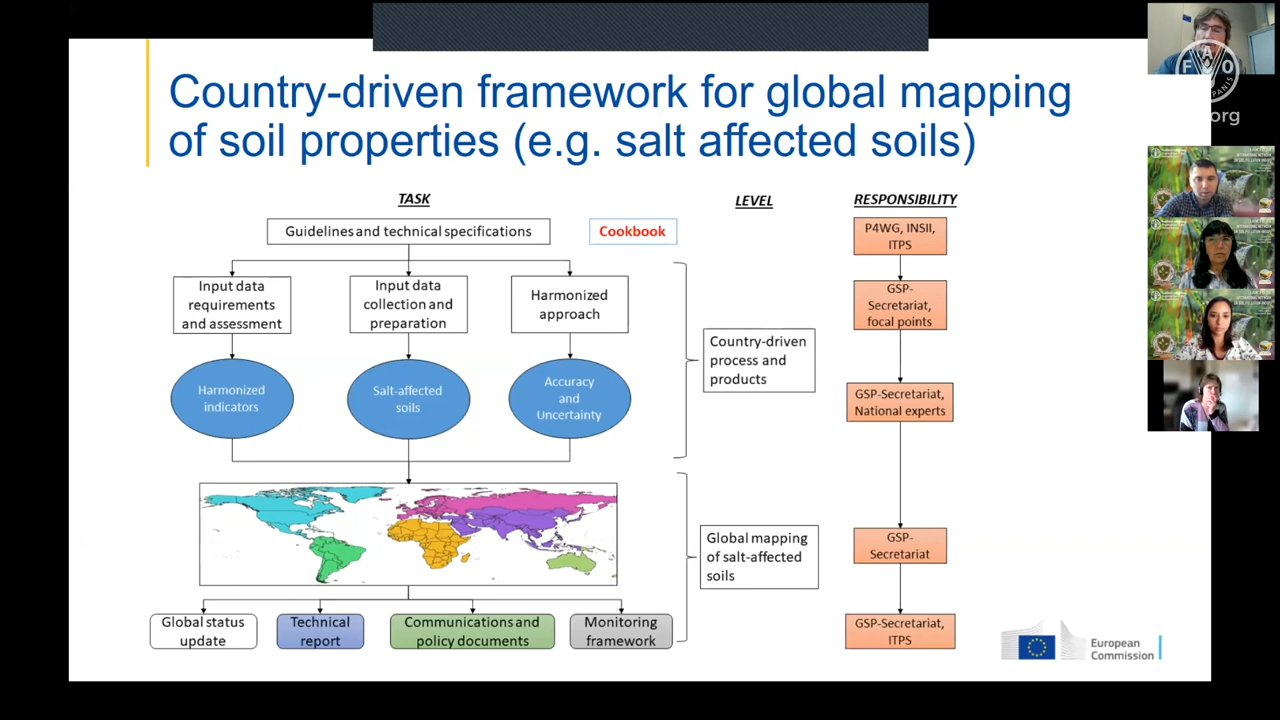 Country-driven framework for global mapping
of soil properties (e.g. salt affected soils)
TASK
LEVEL
RESPONSIBILITY
Guidelines and technical specifications
Cookbook
P4WG, INSII,
ITPS
Input data
requirements
and assessment
Input data
collection and
preparation
Harmonized
approach
GSP-
Secretariat,
focal points
Country-driven
process and
products
Harmonized
indicators
Salt-affected
soils
Accuracy
and
Uncertainty
GSP-Secretariat,
National experts
Global mapping
of salt-affected
soils
GSP-
Secretariat
Global status
update
Technical
report
Communications and
policy documents
Monitoring
framework
GSP-Secretariat,
ITPS
European
Commission
F A O
PANIS
.org